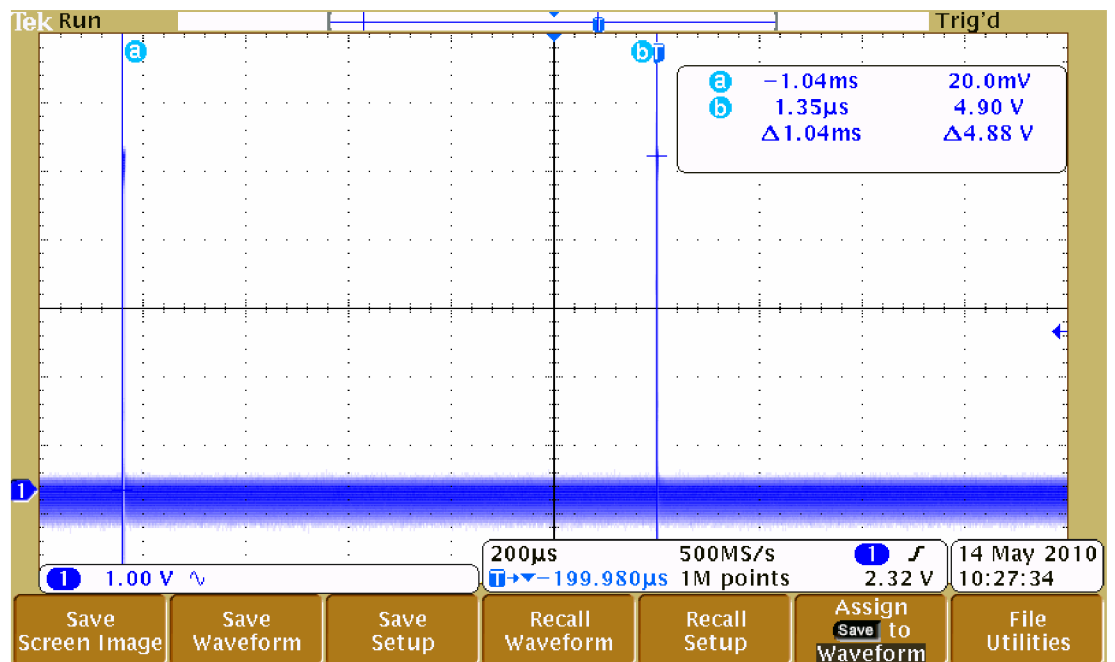 Tek Run Trig'd
a b T
a −1.04ms 20.0mV
b 1.35µs 4.90 V
Δ1.04ms Δ4.88 V
1
1 1.00 V ∿
200µs 500MS/s 1 ƒ 14 May 2010
T→▼−199.980µs 1M points 2.32 V 10:27:34
Save Screen Image
Save Waveform
Save Setup
Recall Waveform
Recall Setup
Assign Save to Waveform
File Utilities